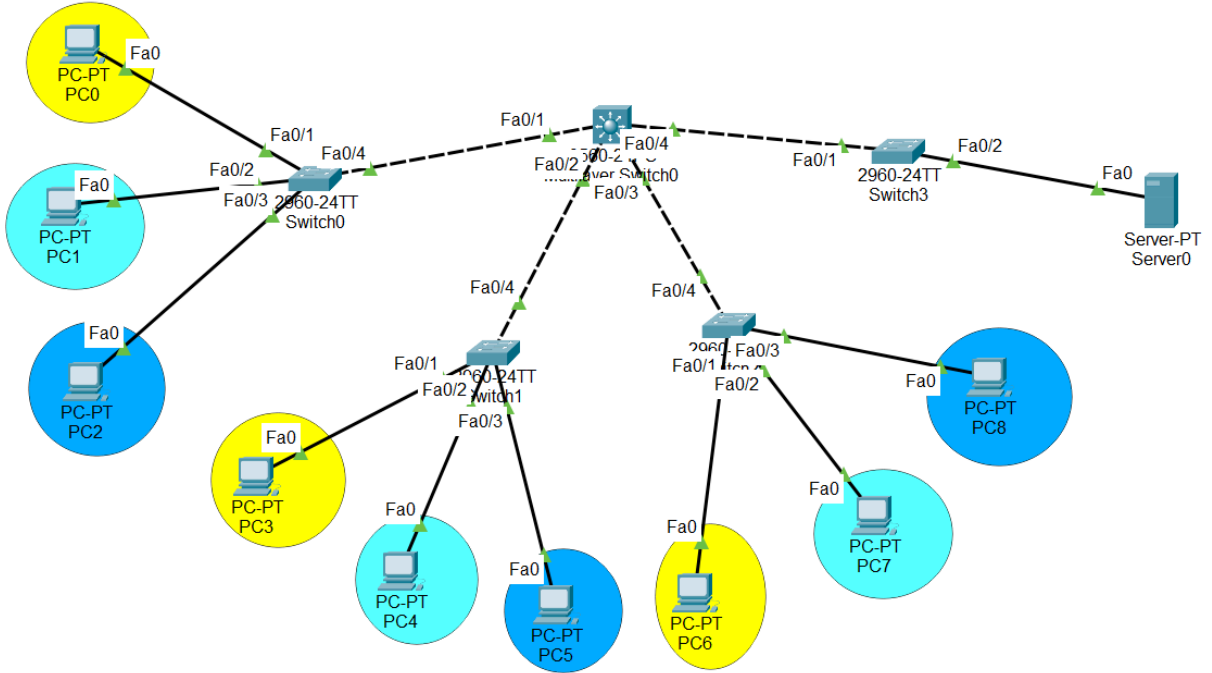 Fa0
PC-PT
PC0
Fa0/1
Fa0/2
Fa0/3
Fa0/4
2960-24TT
Switch0
Fa0
PC-PT
PC1
Fa0
PC-PT
PC2
Fa0/1
Fa0/2
Fa0/4
Fa0/3
Switch0
Fa0/1
Fa0/2
2960-24TT
Switch3
Fa0
Server-PT
Server0
Fa0/4
Fa0/1
Fa0/2
Fa0/3
Fa0
PC-PT
PC3
Fa0
PC-PT
PC4
Fa0
PC-PT
PC5
Fa0/4
Fa0/1
Fa0/3
Fa0/2
Fa0
PC-PT
PC6
Fa0
PC-PT
PC7
Fa0
PC-PT
PC8